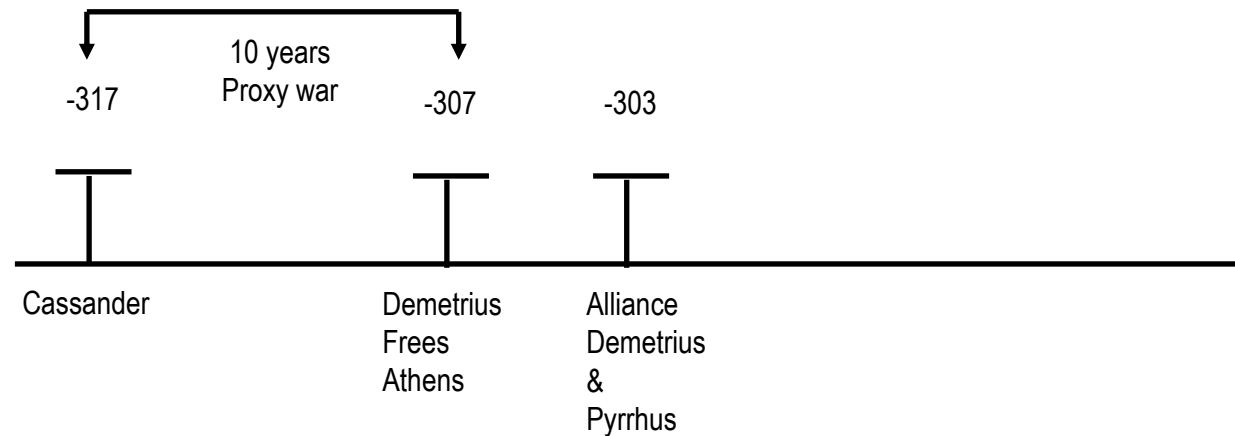 10 years
Proxy war
-317
-307
-303
Cassander
Demetrius
Frees
Athens
Alliance
Demetrius
&
Pyrrhus